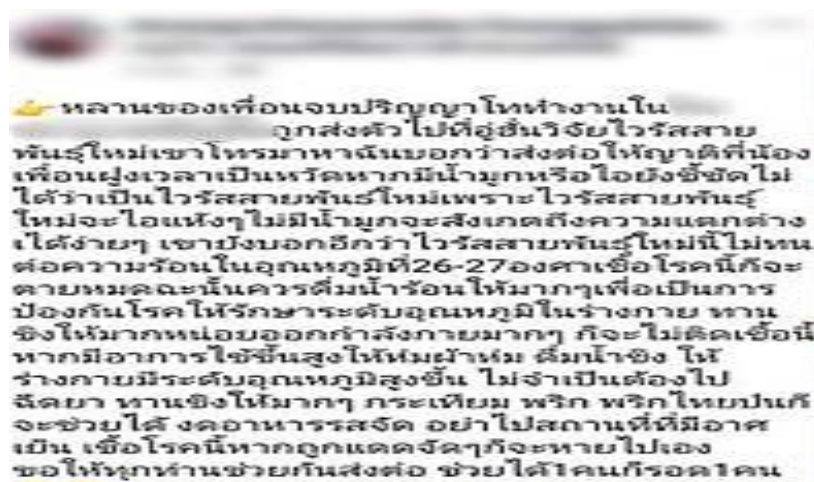 หลานของเพื่อนจบปริญญาโททำงานใน
ถูกส่งตัวไปที่อู่ฮั่นวิจัยไวรัสสาย
พันธุ์ใหม่เขาโทรมาหาฉันบอกว่าส่งต่อให้ญาติพี่น้อง
เพื่อนฝูงเวลาเป็นหวัดหากมีน้ำมูกหรือไอยังชี้ชัดไม่
ได้ว่าเป็นไวรัสสายพันธ์ใหม่เพราะไวรัสสายพันธุ์
ใหม่จะไอแห้งๆไม่มีน้ำมูกจะสังเกตถึงความแตกต่าง
เได้ง่ายๆ เขายังบอกอีกว่าไวรัสสายพันธุ์ใหม่นี้ไม่ทน
ต่อความร้อนในอุณหภูมิที่26-27องศาเชื้อโรคนี้ก็จะ
ตายหมดฉะนั้นควรดื่มน้ำร้อนให้มากๆเพื่อเป็นการ
ป้องกันโรคให้รักษาระดับอุณหภูมิในร่างกาย ทาน
ขิงให้มากหน่อยออกกำลังกายมากๆ ก็จะไม่ติดเชื้อนี้
หากมีอาการไข้ขึ้นสูงให้ห่มผ้าห่ม ดื่มน้ำขิง ให้
ร่างกายมีระดับอุณหภูมิสูงขึ้น ไม่จำเป็นต้องไป
ฉีดยา ทานขิงให้มากๆ กระเทียม พริก พริกไทยป่นก็
จะช่วยได้ งดอาหารรสจัด อย่าไปสถานที่ที่มีอาศ
เย็น เชื้อโรคนี้หากถูกแดดจัดๆก็จะหายไปเอง
ขอให้ทุกท่านช่วยกันส่งต่อ ช่วยได้1คนก็รอด1คน